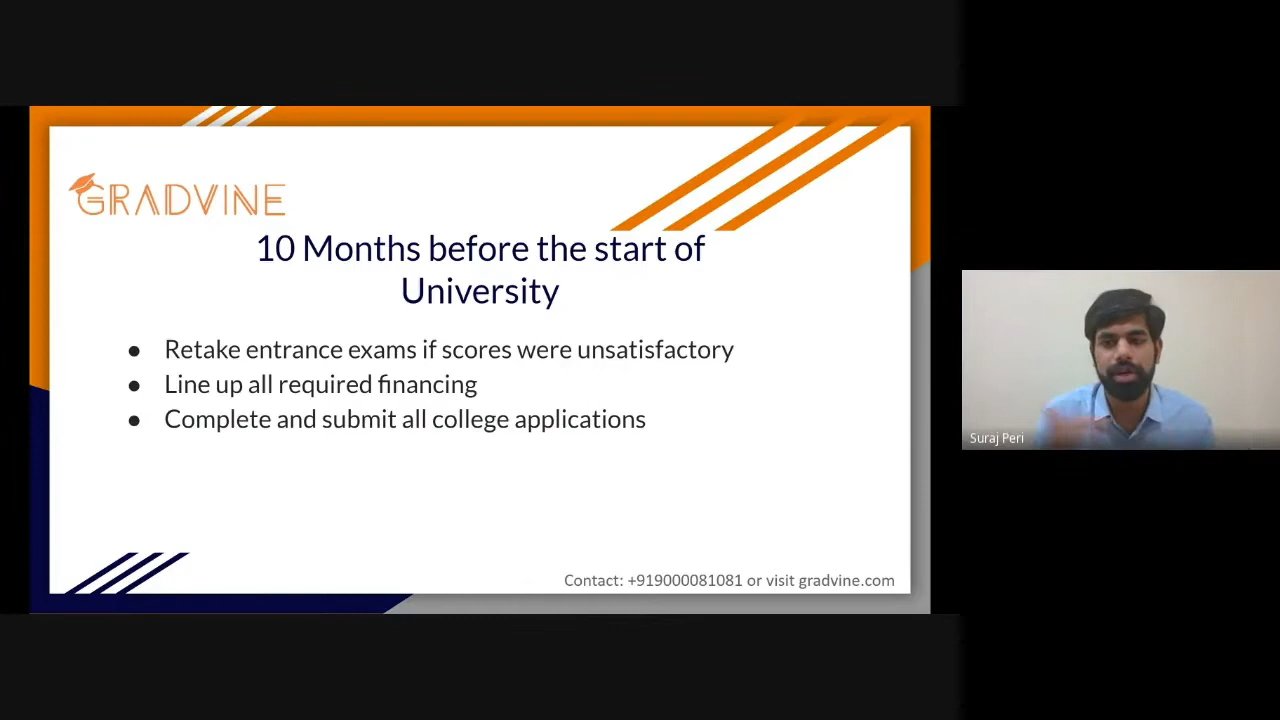 GRADVINE
10 Months before the start of
University
● Retake entrance exams if scores were unsatisfactory
● Line up all required financing
● Complete and submit all college applications
Contact: +919000081081 or visit gradvine.com
Suraj Peri